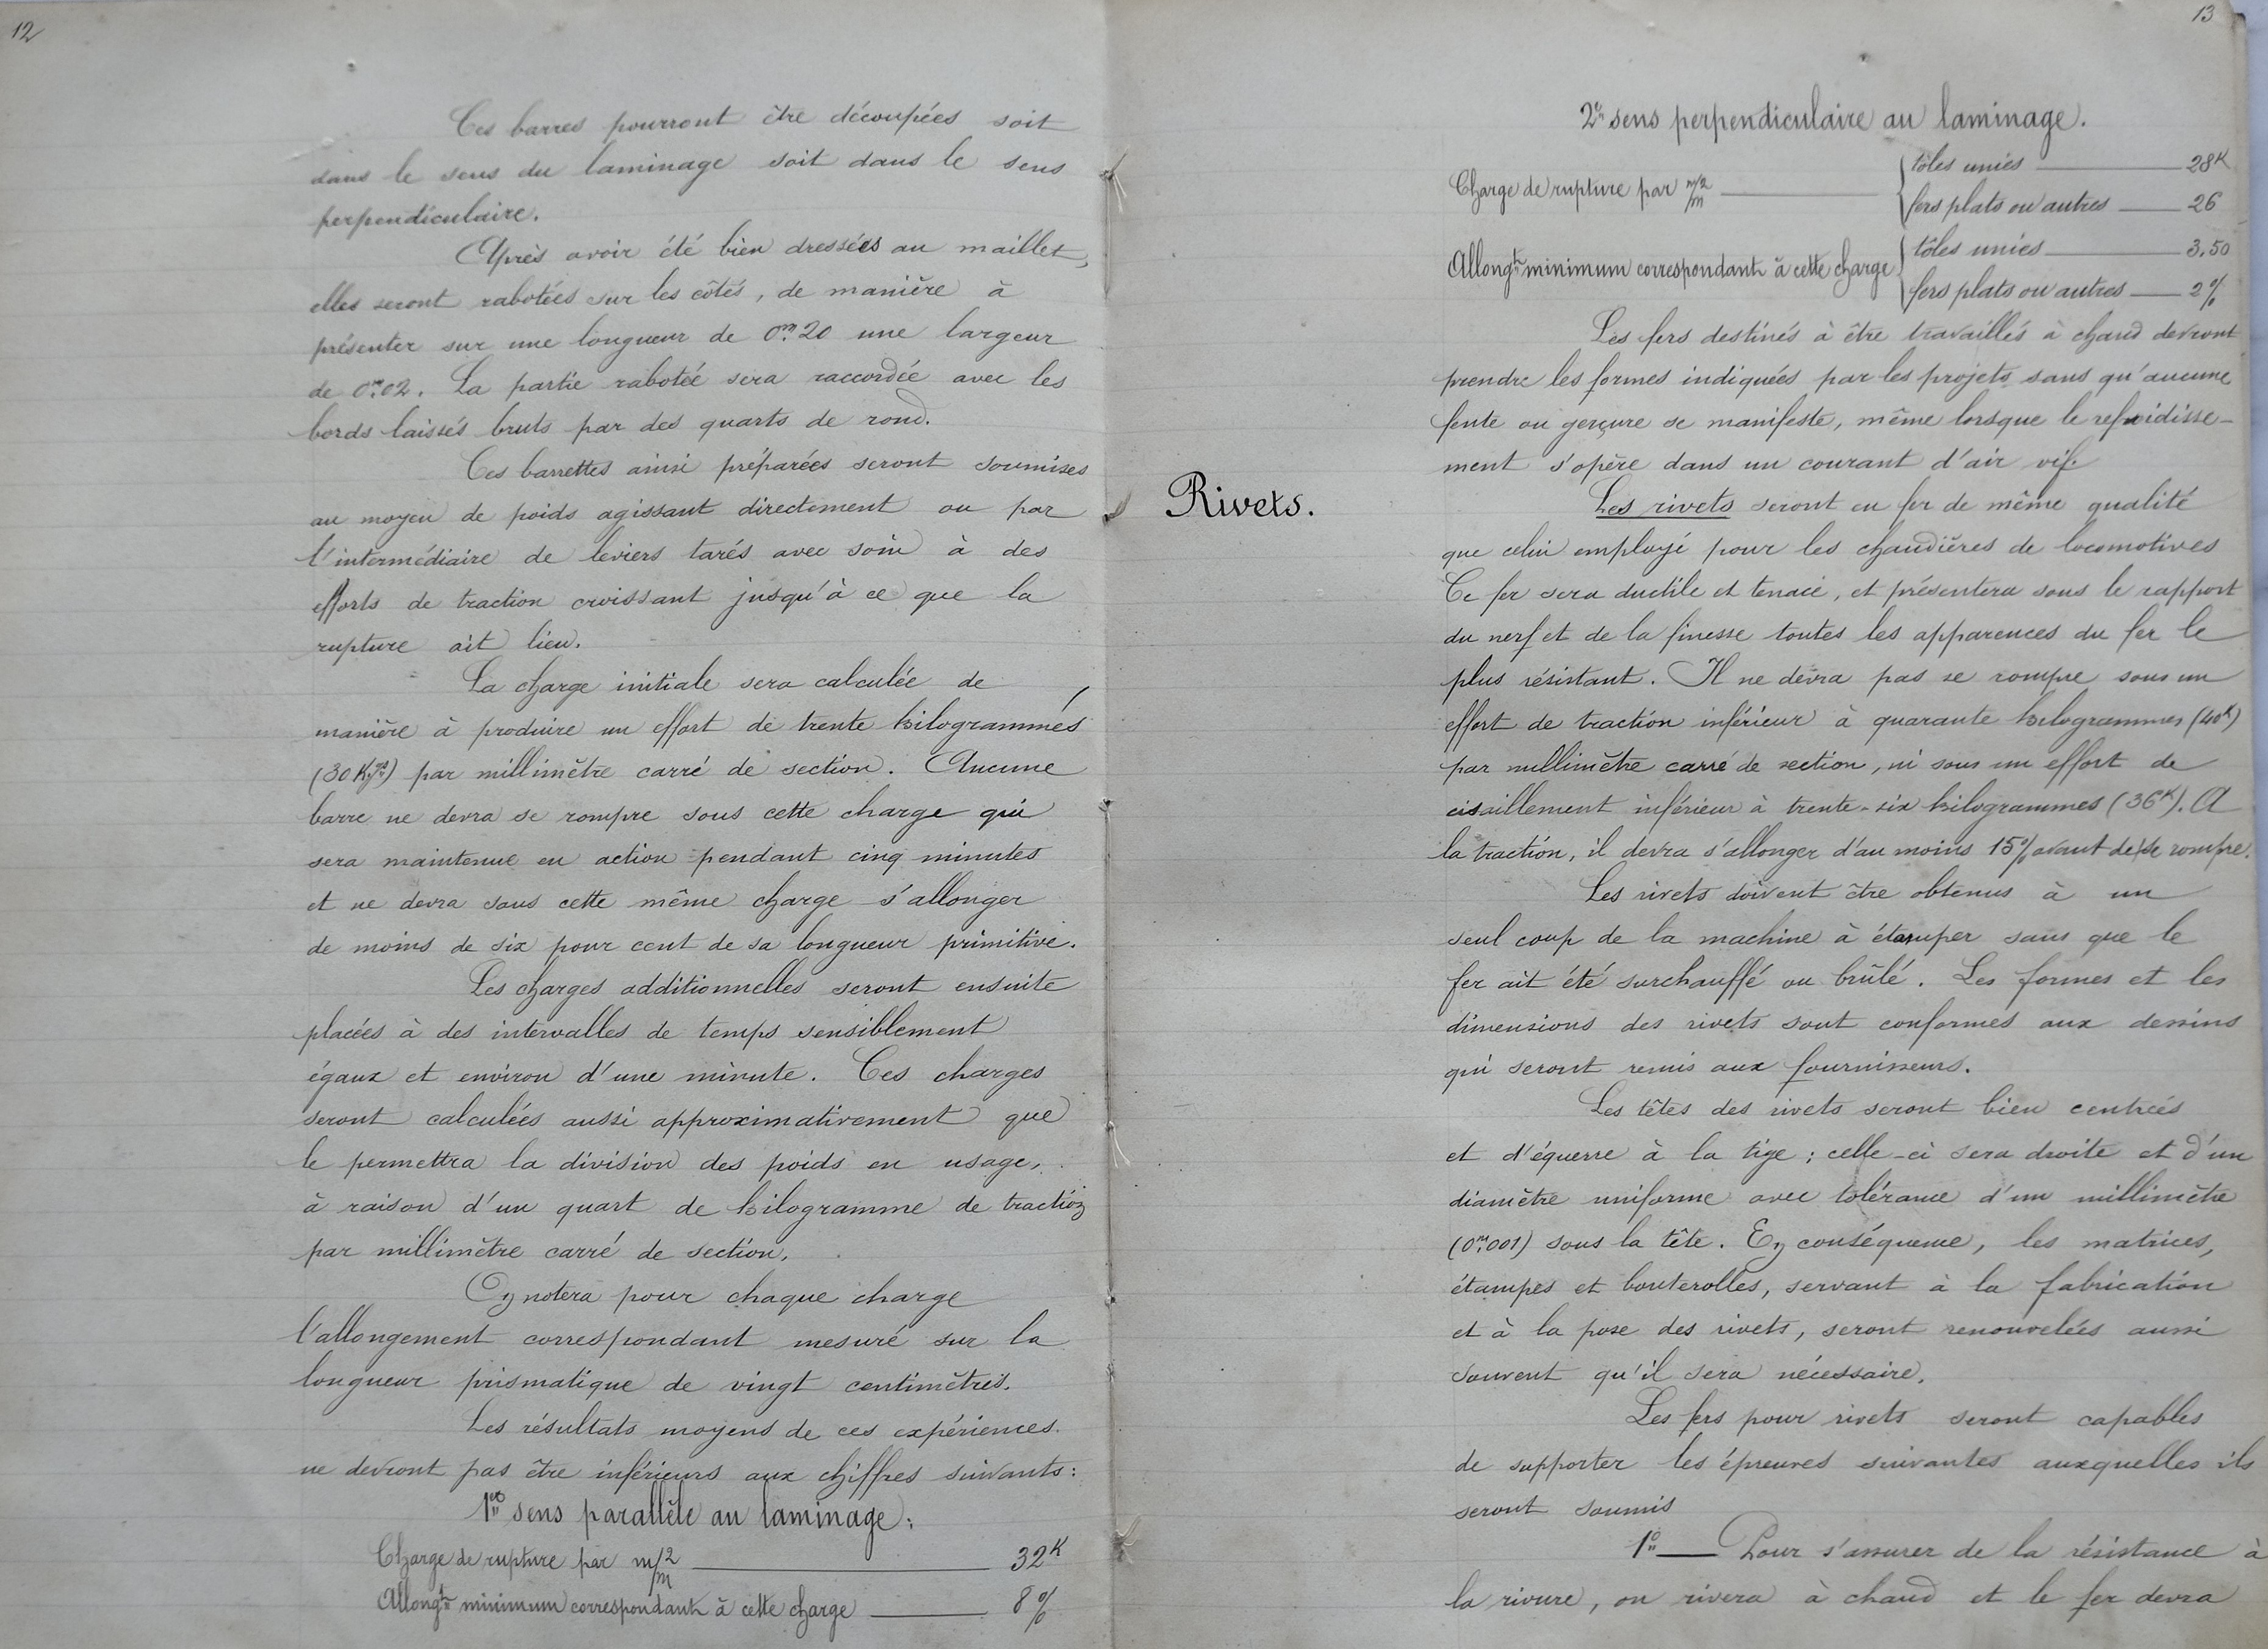 12
Ces barres pourront être découpées soit
dans le sens du laminage soit dans le sens
perpendiculaire.
Après avoir été bien dressées au maillet,
elles seront rabotées sur les côtés, de manière à
présenter sur une longueur de 0m.20 une largeur
de 0m.02. La partie rabotée sera raccordée avec les
bords laissés bruts par des quarts de rond.
Ces barrettes ainsi préparées seront soumises
au moyen de poids agissant directement ou par
l'intermédiaire de leviers tarés avec soin à des
efforts de traction croissant jusqu'à ce que la
rupture ait lieu.
La charge initiale sera calculée de
manière à produire un effort de trente kilogrammes
(30 Kgs) par millimètre carré de section. Aucune
barre ne devra se rompre sous cette charge qui
sera maintenue en action pendant cinq minutes
et ne devra sous cette même charge s'allonger
de moins de six pour cent de sa longueur primitive.
Les charges additionnelles seront ensuite
placées à des intervalles de temps sensiblement
égaux et environ d'une minute. Ces charges
seront calculées aussi approximativement que
le permettra la division des poids en usage,
à raison d'un quart de kilogramme de traction
par millimètre carré de section.
On notera pour chaque charge
l'allongement correspondant mesuré sur la
longueur prismatique de vingt centimètres.
Les résultats moyens de ces expériences
ne devront pas être inférieurs aux chiffres suivants:
1er sens parallèle au laminage:
Charge de rupture par m/m2 32K
Allongt minimum correspondant à cette charge 8%
13
2e sens perpendiculaire au laminage.
Charge de rupture par m/m2 { tôles unies 28K
fers plats ou autres 26
Allongt minimum correspondant à cette charge { tôles unies 3.50
fers plats ou autres 2%
Les fers destinés à être travaillés à chaud devront
prendre les formes indiquées par les projets sans qu'aucune
fente ou gerçure se manifeste, même lorsque le refroidisse-
ment s'opère dans un courant d'air vif.
Rivets.
Les rivets seront en fer de même qualité
que celui employé pour les chaudières de locomotives
Ce fer sera ductile et tenace, et présentera sous le rapport
du nerf et de la finesse toutes les apparences du fer le
plus résistant. Il ne devra pas se rompre sous un
effort de traction inférieur à quarante kilogrammes (40K)
par millimètre carré de section, ni sous un effort de
cisaillement inférieur à trente-six kilogrammes (36K). A
la traction, il devra s'allonger d'au moins 15% avant de se rompre.
Les rivets doivent être obtenus à un
seul coup de la machine à étamper sans que le
fer ait été surchauffé ou brûlé. Les formes et les
dimensions des rivets sont conformes aux dessins
qui seront remis aux fournisseurs.
Les têtes des rivets seront bien centrées
et d'équerre à la tige; celle-ci sera droite et d'un
diamètre uniforme avec tolérance d'un millimètre
(0m.001) sous la tête. En conséquence, les matrices,
étampes et bouterolles, servant à la fabrication
et à la pose des rivets, seront renouvelées aussi
souvent qu'il sera nécessaire.
Les fers pour rivets seront capables
de supporter les épreuves suivantes auxquelles ils
seront soumis
1º — Pour s'assurer de la résistance à
la rivure, on rivera à chaud et le fer devra